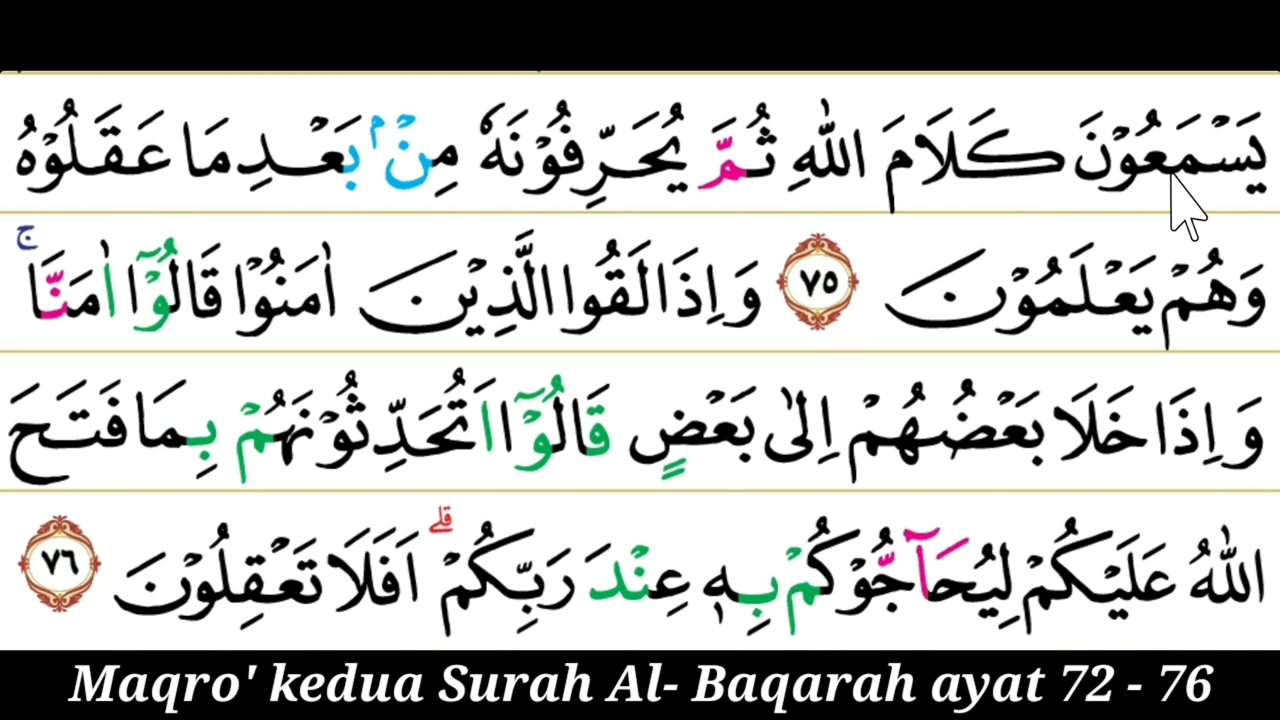 يَسْمَعُوْنَ كَلَامَ اللّٰهِ ثُمَّ يُحَرِّفُوْنَهٗ مِنْۢ بَعْدِ مَا عَقَلُوْهُ
وَهُمْ يَعْلَمُوْنَ ٧٥ وَاِذَا لَقُوا الَّذِيْنَ اٰمَنُوْا قَالُوْٓا اٰمَنَّاۚ
وَاِذَا خَلَا بَعْضُهُمْ اِلٰى بَعْضٍ قَالُوْٓا اَتُحَدِّثُوْنَهُمْ بِمَا فَتَحَ
اللّٰهُ عَلَيْكُمْ لِيُحَاۤجُّوْكُمْ بِهٖ عِنْدَ رَبِّكُمْ ۗ اَفَلَا تَعْقِلُوْنَ ٧٦
Maqro' kedua Surah Al- Baqarah ayat 72 - 76